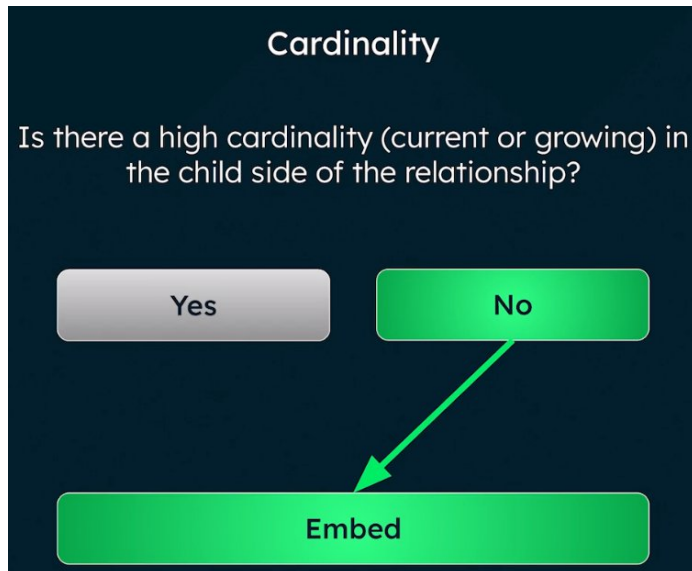 Cardinality
Is there a high cardinality (current or growing) in
the child side of the relationship?
Yes
No
Embed